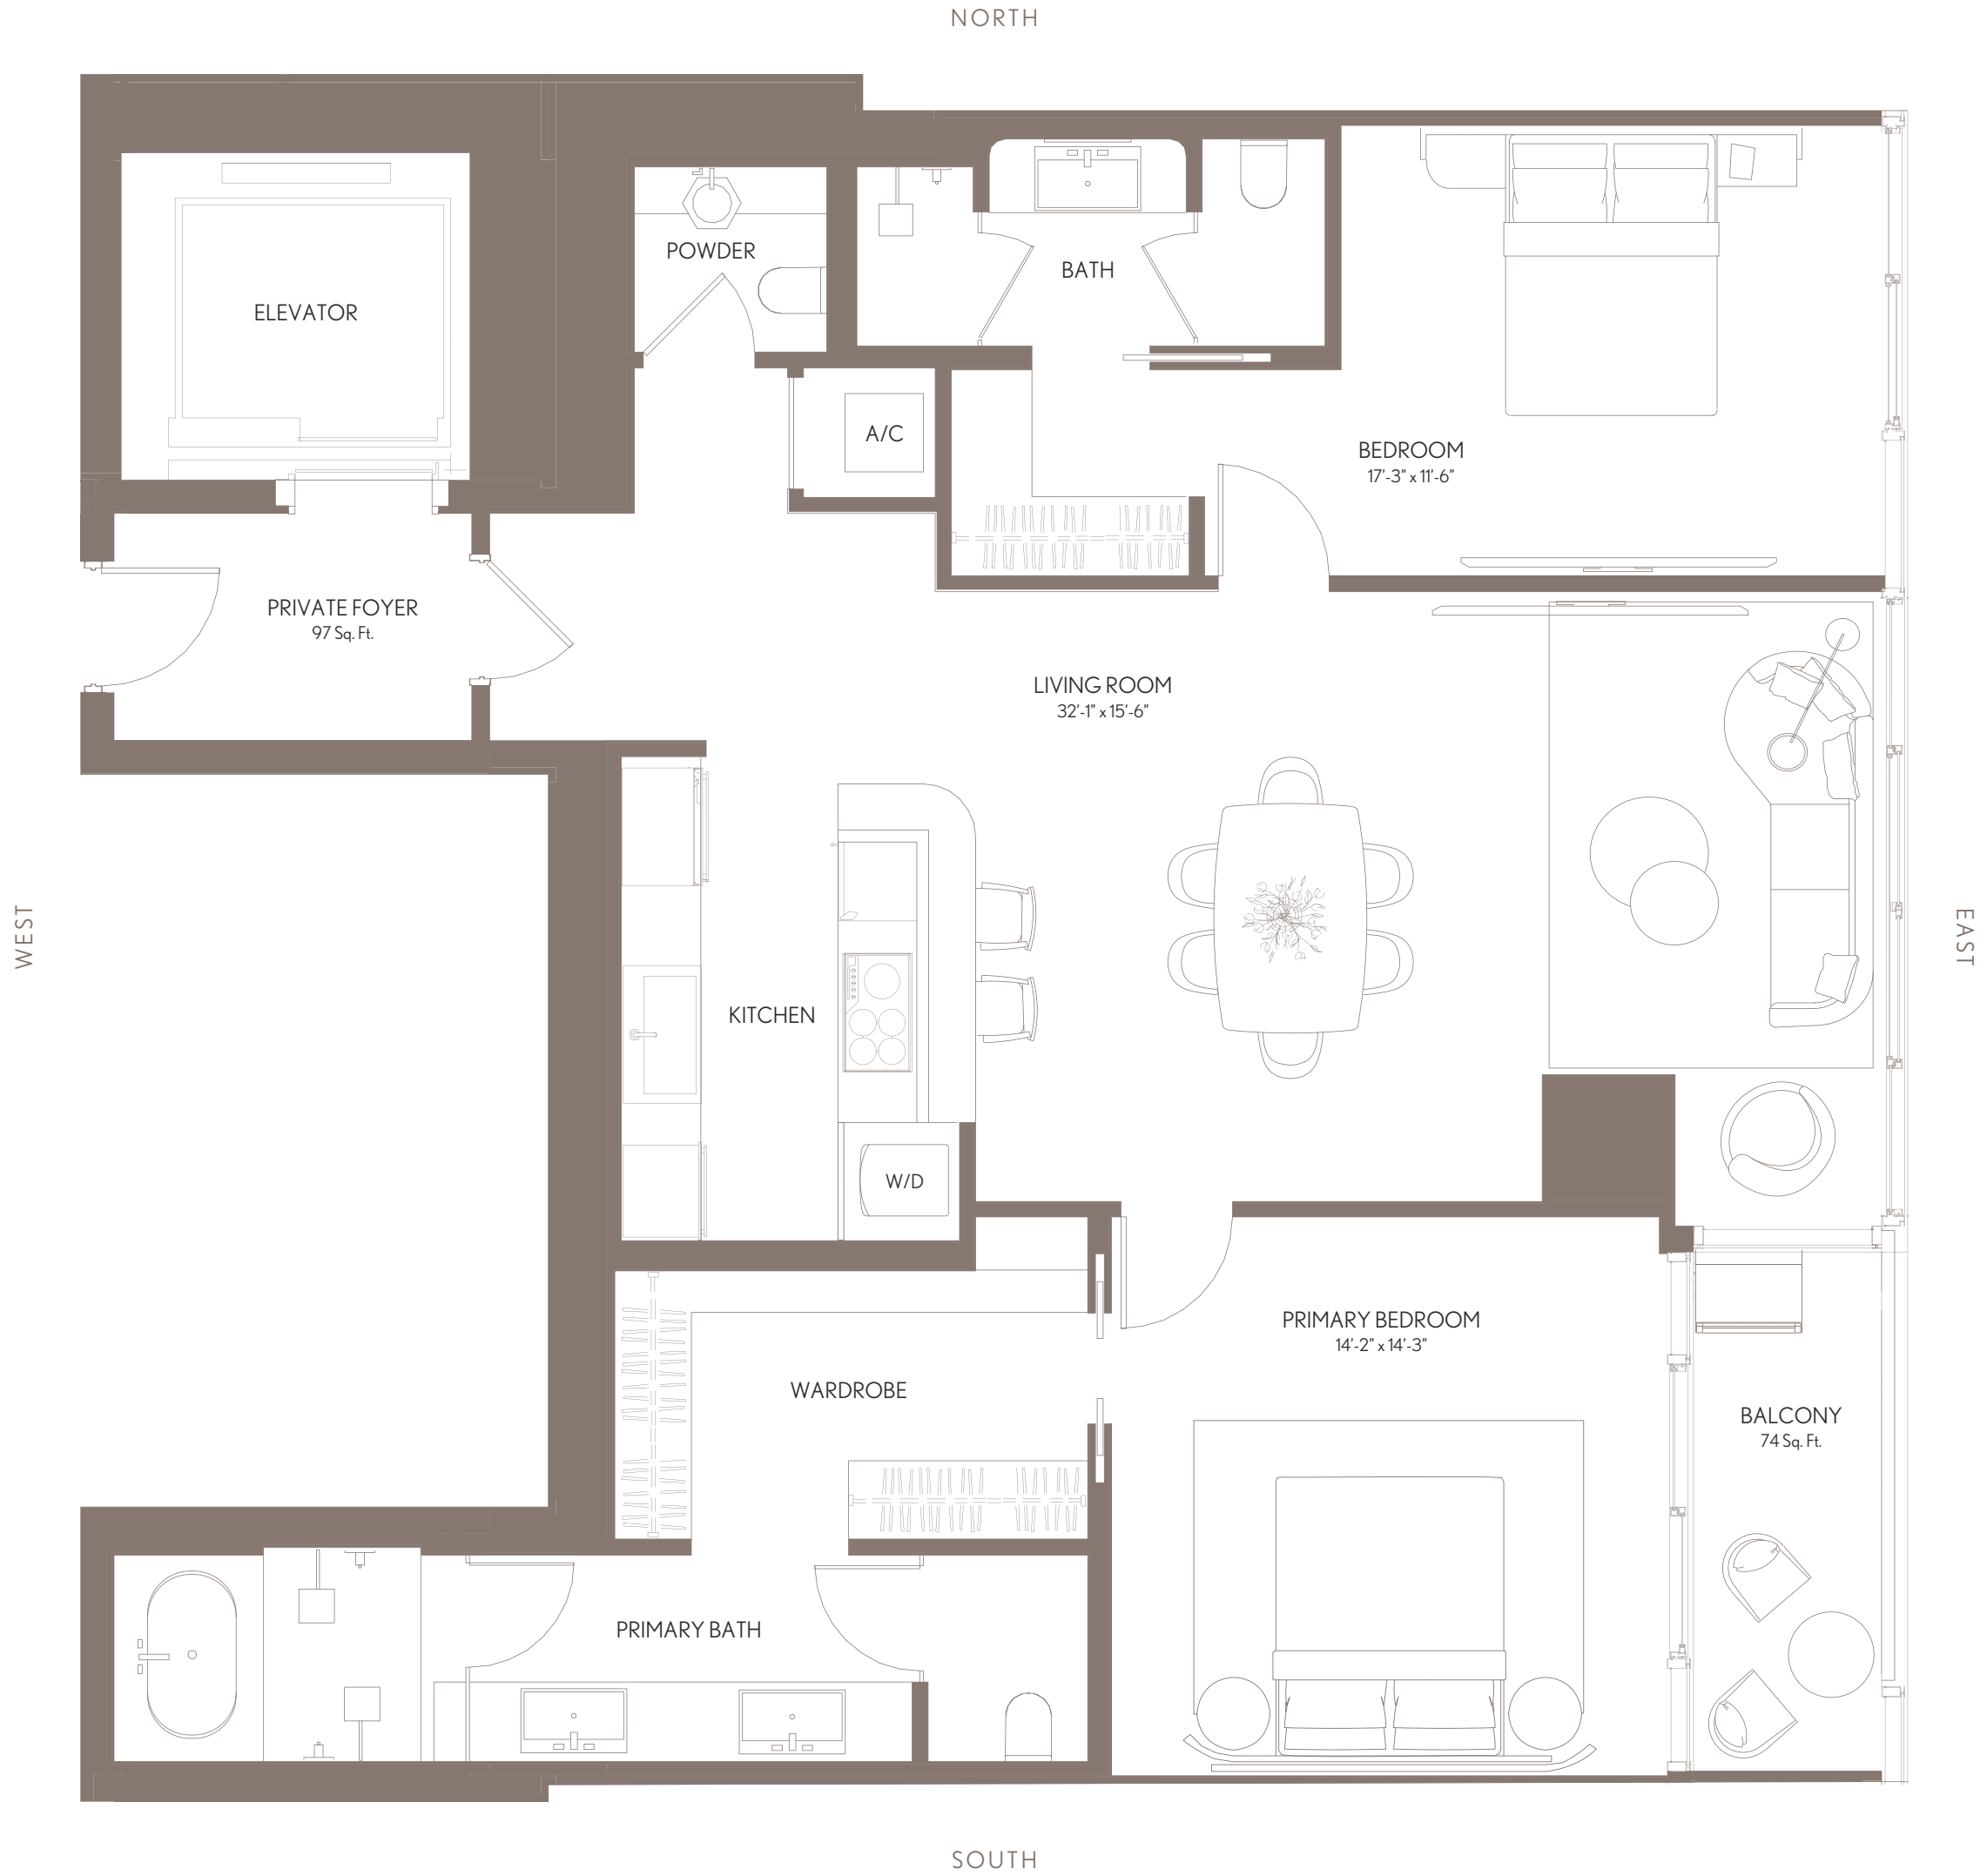 NORTH
POWDER
BATH
ELEVATOR
A/C
BEDROOM
17'-3" x 11'-6"
PRIVATE FOYER
97 Sq. Ft.
LIVING ROOM
32'-1" x 15'-6"
WEST
EAST
KITCHEN
W/D
PRIMARY BEDROOM
14'-2" x 14'-3"
WARDROBE
BALCONY
74 Sq. Ft.
PRIMARY BATH
SOUTH